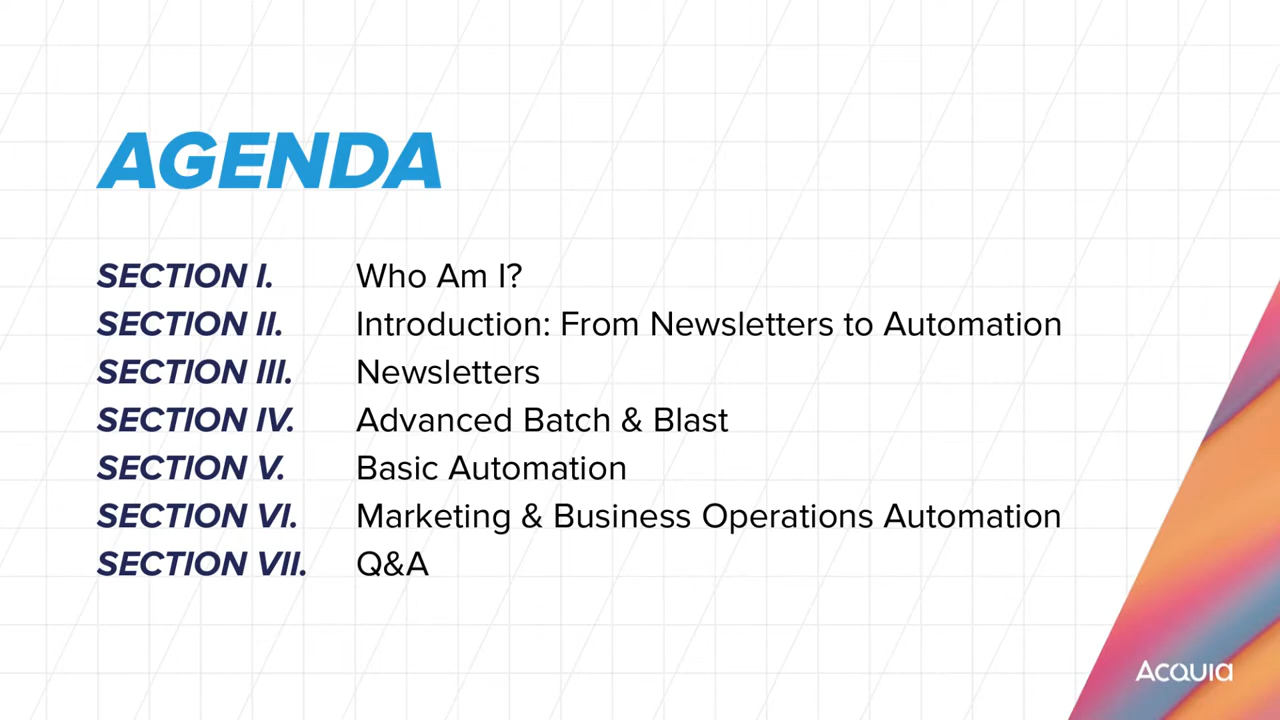 AGENDA
SECTION I. Who Am I?
SECTION II. Introduction: From Newsletters to Automation
SECTION III. Newsletters
SECTION IV. Advanced Batch & Blast
SECTION V. Basic Automation
SECTION VI. Marketing & Business Operations Automation
SECTION VII. Q&A
Acquia